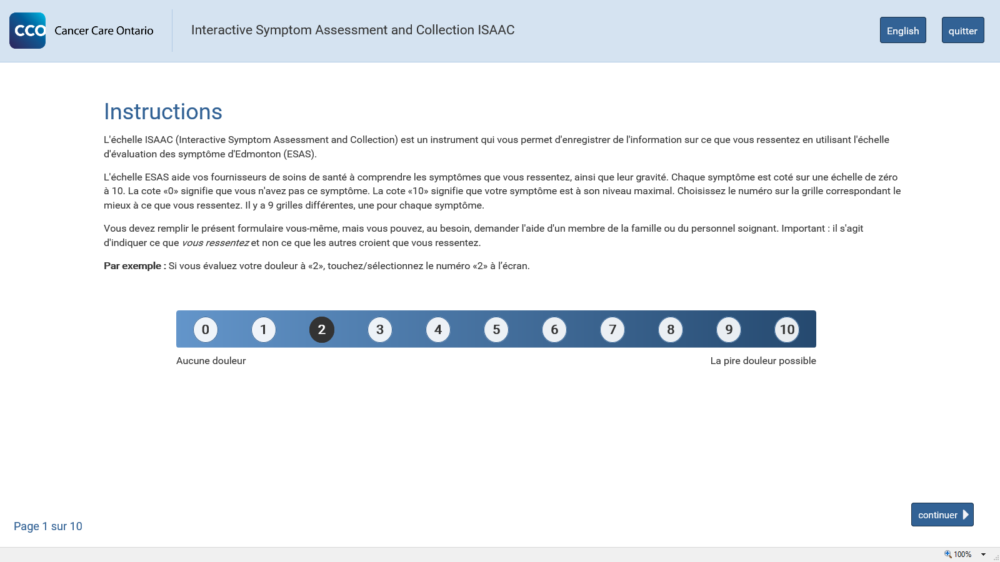 CCO Cancer Care Ontario
Interactive Symptom Assessment and Collection ISAAC
English
quitter
Instructions
L'échelle ISAAC (Interactive Symptom Assessment and Collection) est un instrument qui vous permet d'enregistrer de l'information sur ce que vous ressentez en utilisant l'échelle
d'évaluation des symptôme d'Edmonton (ESAS).
L'échelle ESAS aide vos fournisseurs de soins de santé à comprendre les symptômes que vous ressentez, ainsi que leur gravité. Chaque symptôme est coté sur une échelle de zéro
à 10. La cote «0» signifie que vous n'avez pas ce symptôme. La cote «10» signifie que votre symptôme est à son niveau maximal. Choisissez le numéro sur la grille correspondant le
mieux à ce que vous ressentez. Il y a 9 grilles différentes, une pour chaque symptôme.
Vous devez remplir le présent formulaire vous-même, mais vous pouvez, au besoin, demander l'aide d'un membre de la famille ou du personnel soignant. Important : il s'agit
d'indiquer ce que vous ressentez et non ce que les autres croient que vous ressentez.
Par exemple : Si vous évaluez votre douleur à «2», touchez/sélectionnez le numéro «2» à l’écran.
0 1 2 3 4 5 6 7 8 9 10
Aucune douleur
La pire douleur possible
continuer
Page 1 sur 10
100%